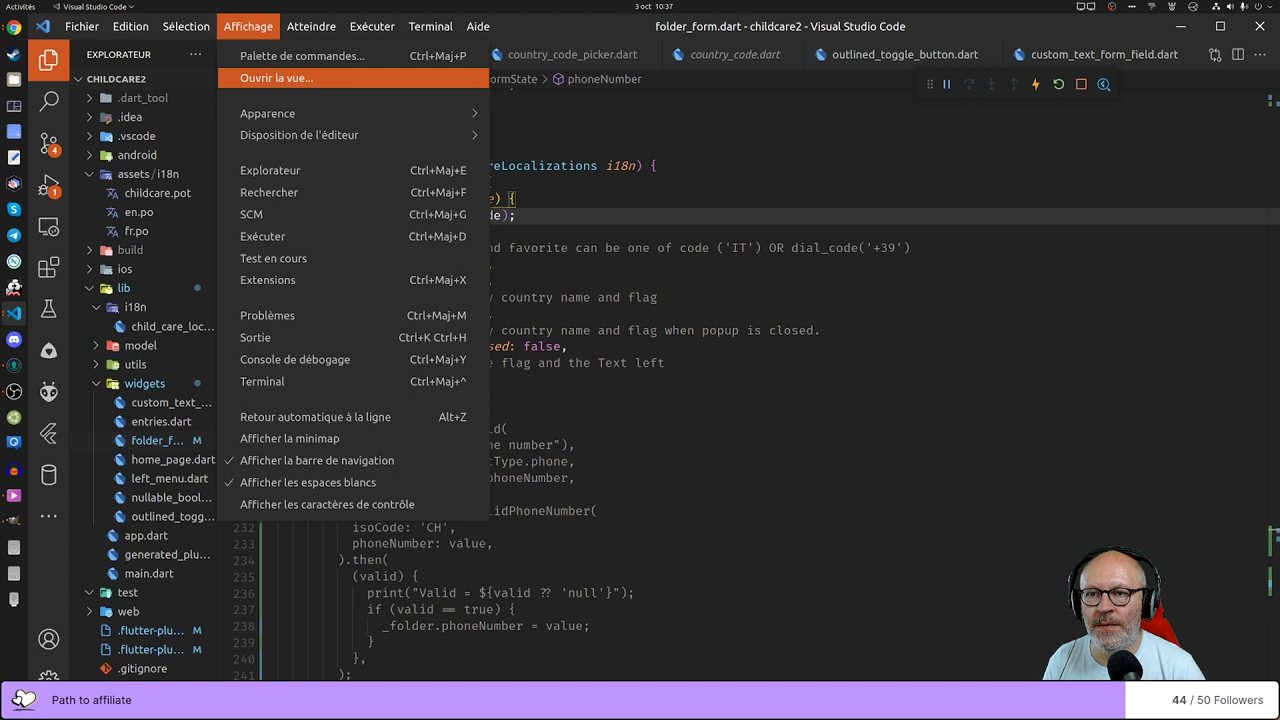 Activités
Visual Studio Code
3 oct 10:37
Fichier Edition Sélection Affichage Atteindre Exécuter Terminal Aide
folder_form.dart - childcare2 - Visual Studio Code
EXPLORATEUR
country_code_picker.dart
country_code.dart
outlined_toggle_button.dart
custom_text_form_field.dart
ormState > phoneNumber
CHILDCARE2
.dart_tool
.idea
.vscode
android
assets/i18n
childcare.pot
en.po
fr.po
build
ios
lib
i18n
child_care_loc...
model
utils
widgets
custom_text_...
entries.dart
folder_f... M
home_page.dart
left_menu.dart
nullable_bool...
outlined_togg...
app.dart
generated_plu...
main.dart
test
web
.flutter-plu... M
.flutter-plu... M
.gitignore
4
1
Palette de commandes... Ctrl+Maj+P
Ouvrir la vue...
Apparence
Disposition de l'éditeur
Explorateur Ctrl+Maj+E
Rechercher Ctrl+Maj+F
SCM Ctrl+Maj+G
Exécuter Ctrl+Maj+D
Test en cours
Extensions Ctrl+Maj+X
Problèmes Ctrl+Maj+M
Sortie Ctrl+K Ctrl+H
Console de débogage Ctrl+Maj+Y
Terminal Ctrl+Maj+^
Retour automatique à la ligne Alt+Z
Afficher la minimap
Afficher la barre de navigation
Afficher les espaces blancs
Afficher les caractères de contrôle
reLocalizations i18n) {
e) {
de);
nd favorite can be one of code ('IT') OR dial_code('+39')
,
,
y country name and flag
,
y country name and flag when popup is closed.
sed: false,
e flag and the Text left
ld(
ne number"),
tType.phone,
phoneNumber,
lidPhoneNumber(
232 isoCode: 'CH',
233 phoneNumber: value,
234 ).then(
235 (valid) {
236 print("Valid = ${valid ?? 'null'}");
237 if (valid == true) {
238 _folder.phoneNumber = value;
239 }
240 },
241 );
Path to affiliate
44 / 50 Followers